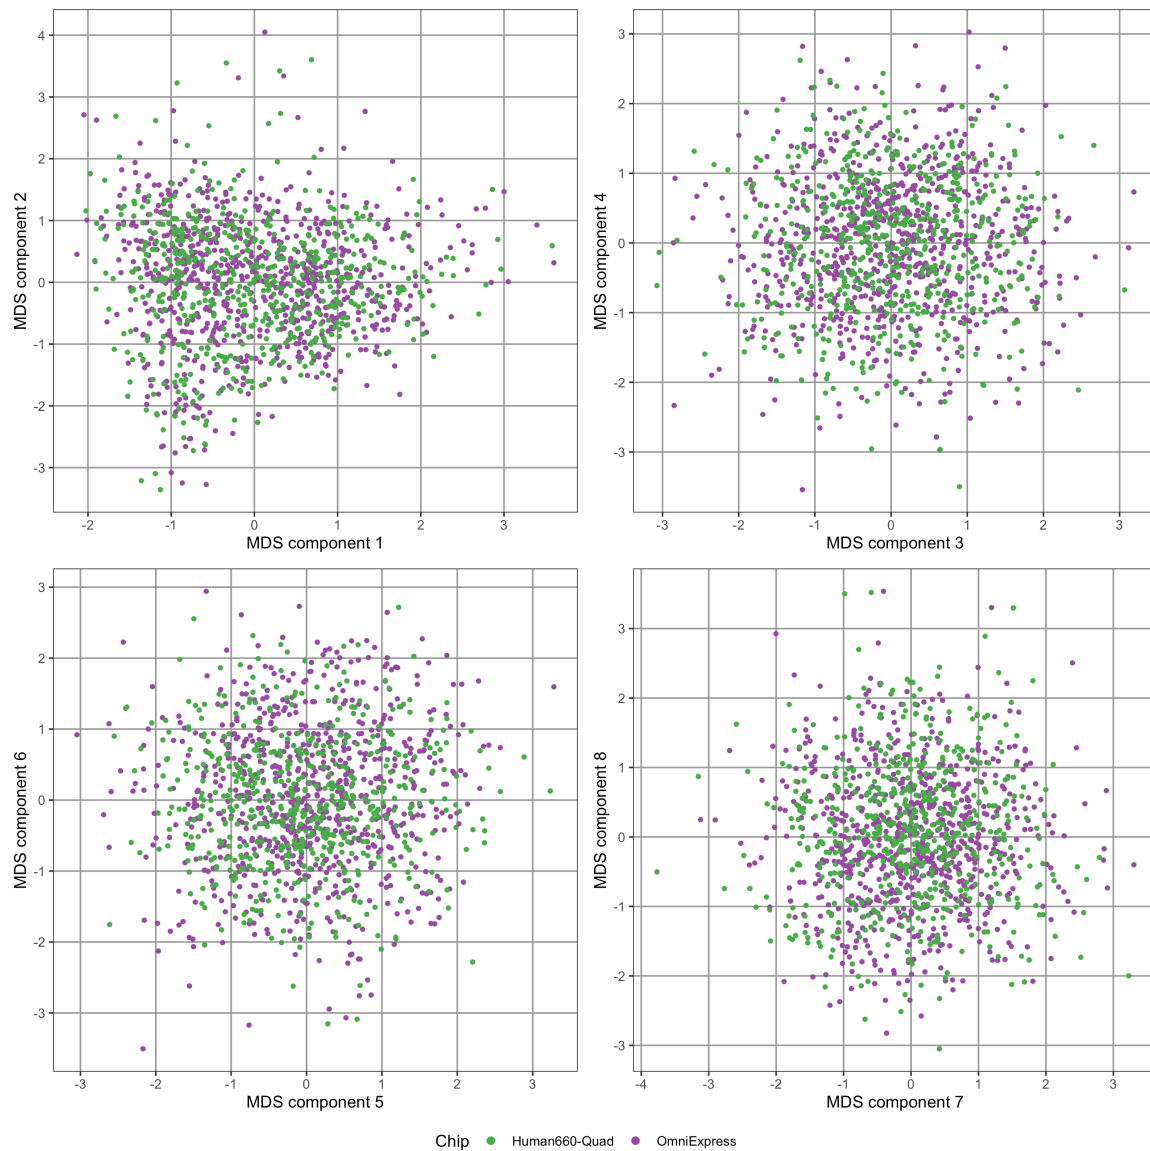 4
3
2
1
0
-1
-2
-3
-2 -1 0 1 2 3
MDS component 1
MDS component 2
3
2
1
0
-1
-2
-3
-3 -2 -1 0 1 2 3
MDS component 3
MDS component 4
3
2
1
0
-1
-2
-3
-3 -2 -1 0 1 2 3
MDS component 5
MDS component 6
3
2
1
0
-1
-2
-3
-4 -3 -2 -1 0 1 2 3
MDS component 7
MDS component 8
Chip Human660-Quad OmniExpress